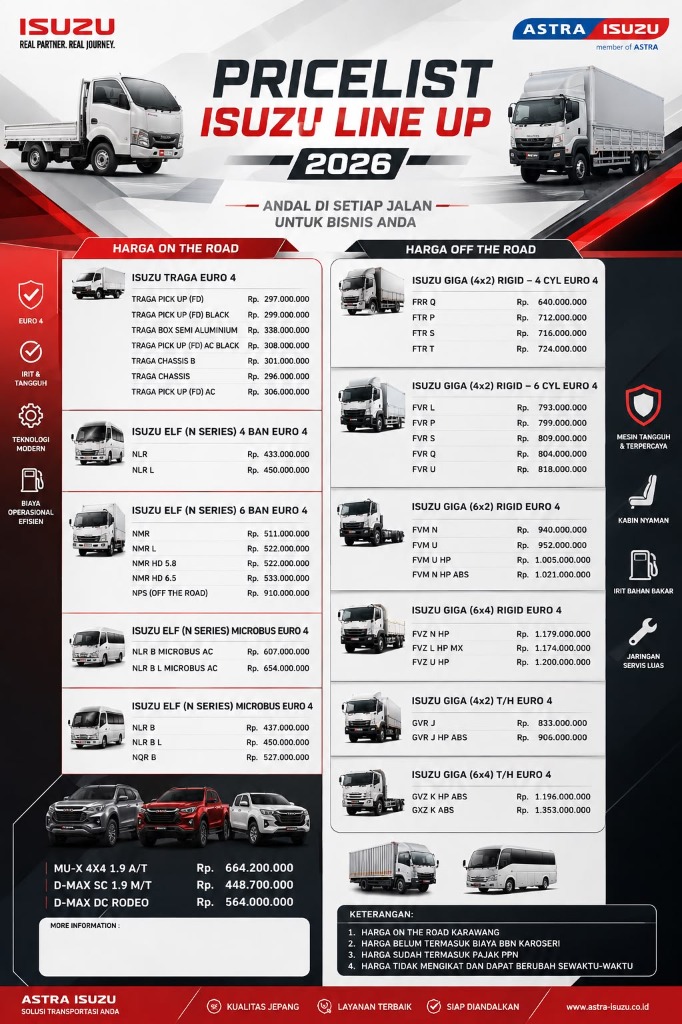 ISUZU
REAL PARTNER. REAL JOURNEY.
ASTRA ISUZU
member of ASTRA
PRICELIST
ISUZU LINE UP
2026
ANDAL DI SETIAP JALAN
UNTUK BISNIS ANDA
HARGA ON THE ROAD
EURO 4
IRIT &
TANGGUH
TEKNOLOGI
MODERN
BIAYA
OPERASIONAL
EFISIEN
ISUZU TRAGA EURO 4
TRAGA PICK UP (FD) Rp. 297.000.000
TRAGA PICK UP (FD) BLACK Rp. 299.000.000
TRAGA BOX SEMI ALUMINIUM Rp. 338.000.000
TRAGA PICK UP (FD) AC BLACK Rp. 308.000.000
TRAGA CHASSIS B Rp. 301.000.000
TRAGA CHASSIS Rp. 296.000.000
TRAGA PICK UP (FD) AC Rp. 306.000.000
ISUZU ELF (N SERIES) 4 BAN EURO 4
NLR Rp. 433.000.000
NLR L Rp. 450.000.000
ISUZU ELF (N SERIES) 6 BAN EURO 4
NMR Rp. 511.000.000
NMR L Rp. 522.000.000
NMR HD 5.8 Rp. 522.000.000
NMR HD 6.5 Rp. 533.000.000
NPS (OFF THE ROAD) Rp. 910.000.000
ISUZU ELF (N SERIES) MICROBUS EURO 4
NLR B MICROBUS AC Rp. 607.000.000
NLR B L MICROBUS AC Rp. 654.000.000
ISUZU ELF (N SERIES) MICROBUS EURO 4
NLR B Rp. 437.000.000
NLR B L Rp. 450.000.000
NQR B Rp. 527.000.000
MU-X 4X4 1.9 A/T Rp. 664.200.000
D-MAX SC 1.9 M/T Rp. 448.700.000
D-MAX DC RODEO Rp. 564.000.000
MORE INFORMATION :
HARGA OFF THE ROAD
ISUZU GIGA (4x2) RIGID – 4 CYL EURO 4
FRR Q Rp. 640.000.000
FTR P Rp. 712.000.000
FTR S Rp. 716.000.000
FTR T Rp. 724.000.000
ISUZU GIGA (4x2) RIGID – 6 CYL EURO 4
FVR L Rp. 793.000.000
FVR P Rp. 799.000.000
FVR S Rp. 809.000.000
FVR Q Rp. 804.000.000
FVR U Rp. 818.000.000
ISUZU GIGA (6x2) RIGID EURO 4
FVM N Rp. 940.000.000
FVM U Rp. 952.000.000
FVM U HP Rp. 1.005.000.000
FVM N HP ABS Rp. 1.021.000.000
ISUZU GIGA (6x4) RIGID EURO 4
FVZ N HP Rp. 1.179.000.000
FVZ L HP MX Rp. 1.174.000.000
FVZ U HP Rp. 1.200.000.000
ISUZU GIGA (4x2) T/H EURO 4
GVR J Rp. 833.000.000
GVR J HP ABS Rp. 906.000.000
ISUZU GIGA (6x4) T/H EURO 4
GVZ K HP ABS Rp. 1.196.000.000
GXZ K ABS Rp. 1.353.000.000
MESIN TANGGUH
& TERPERCAYA
KABIN NYAMAN
IRIT BAHAN BAKAR
JARINGAN
SERVIS LUAS
KETERANGAN:
1. HARGA ON THE ROAD KARAWANG
2. HARGA BELUM TERMASUK BIAYA BBN KAROSERI
3. HARGA SUDAH TERMASUK PAJAK PPN
4. HARGA TIDAK MENGIKAT DAN DAPAT BERUBAH SEWAKTU-WAKTU
ASTRA ISUZU
SOLUSI TRANSPORTASI ANDA
KUALITAS JEPANG
LAYANAN TERBAIK
SIAP DIANDALKAN
www.astra-isuzu.co.id